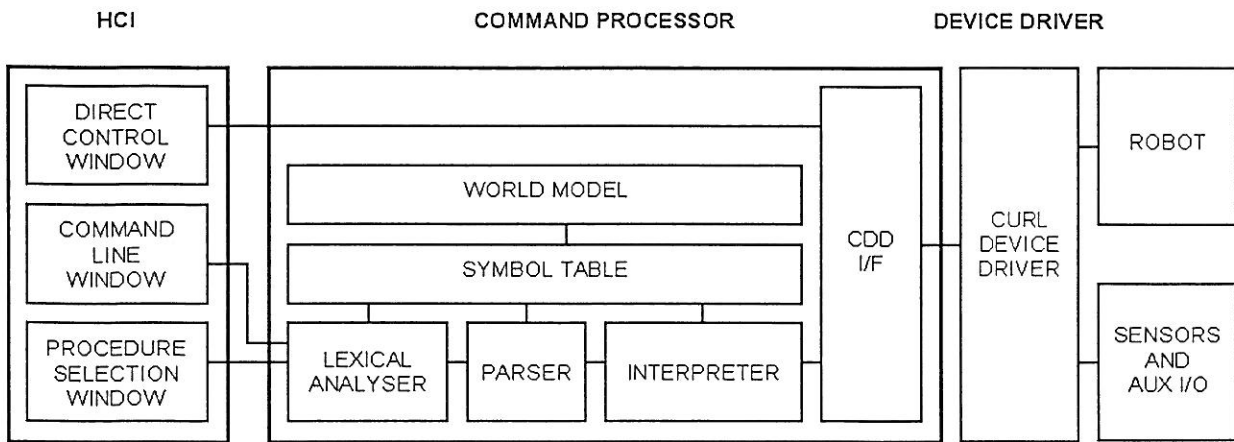 HCI
COMMAND PROCESSOR
DEVICE DRIVER
DIRECT
CONTROL
WINDOW
COMMAND
LINE
WINDOW
PROCEDURE
SELECTION
WINDOW
WORLD MODEL
SYMBOL TABLE
LEXICAL
ANALYSER
PARSER
INTERPRETER
CDD
I/F
CURL
DEVICE
DRIVER
ROBOT
SENSORS
AND
AUX I/O